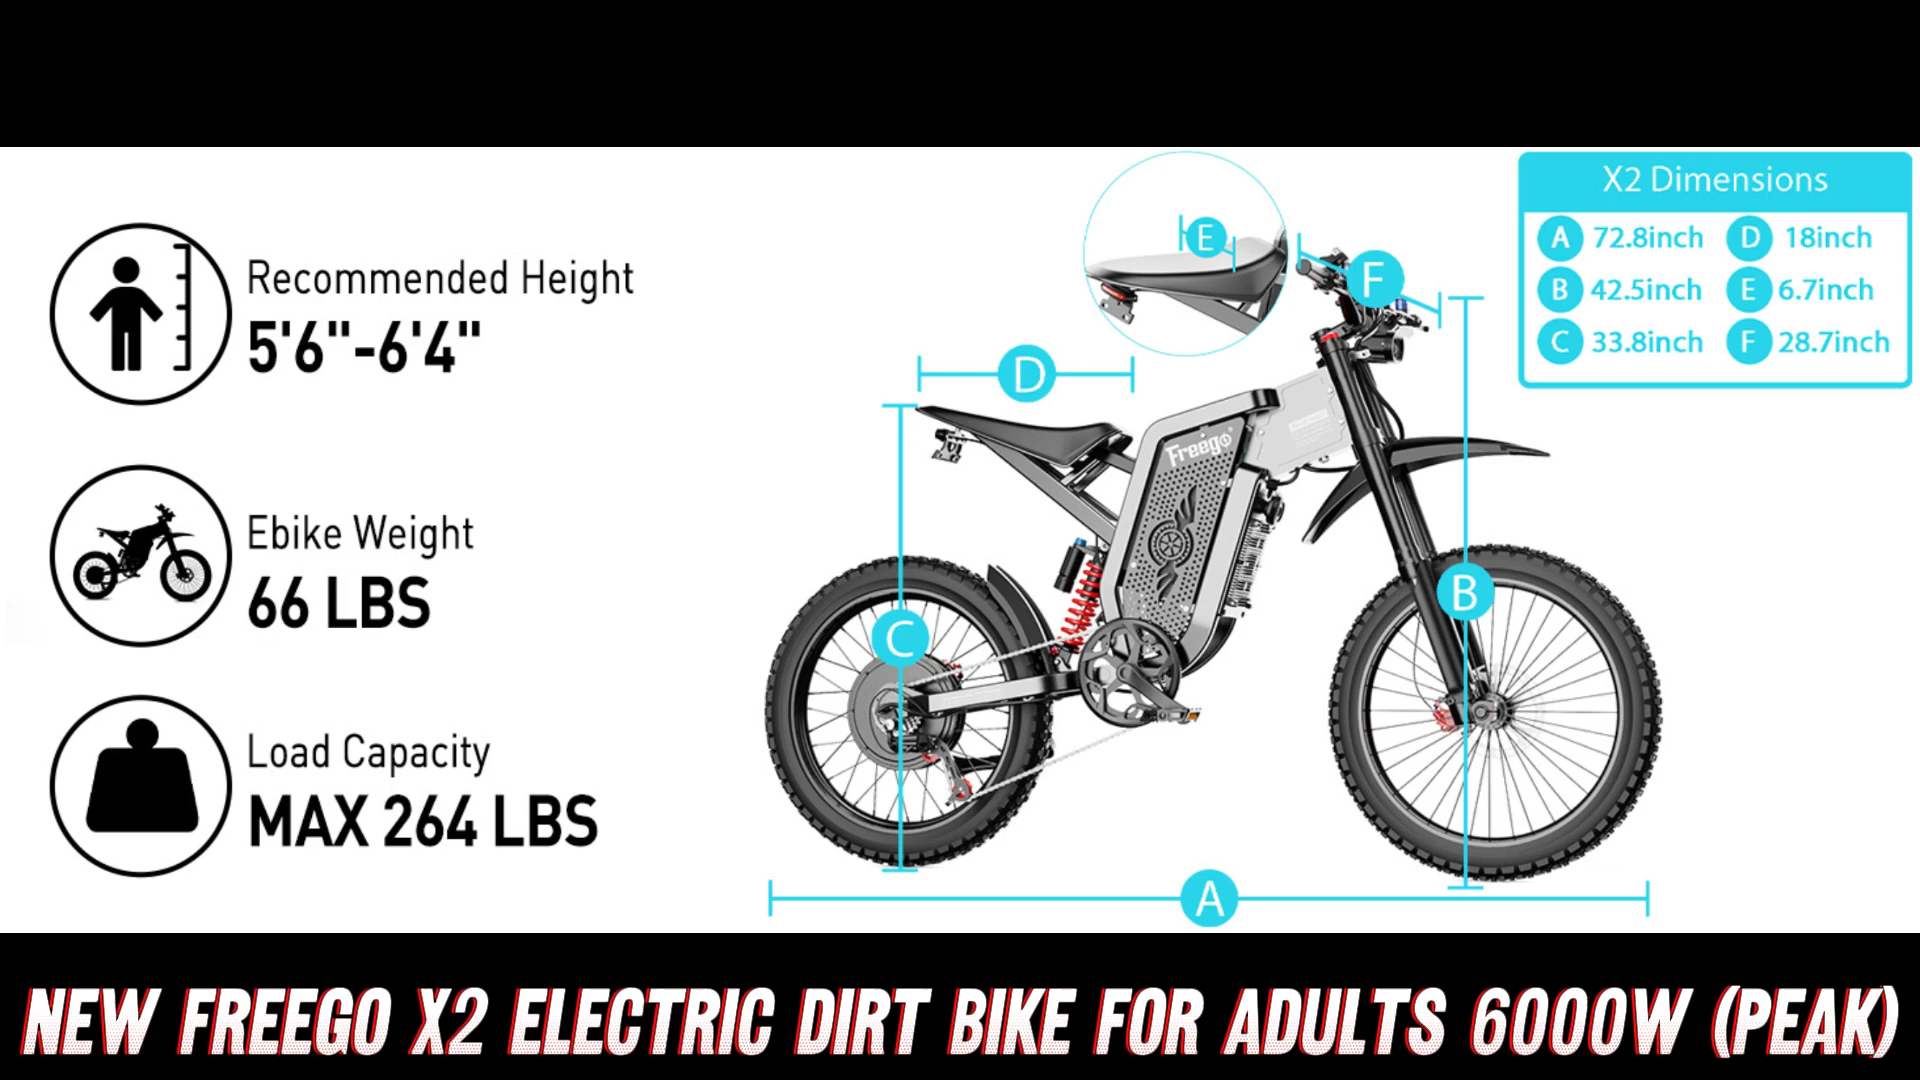 Recommended Height
5'6"-6'4"
Ebike Weight
66 LBS
Load Capacity
MAX 264 LBS
X2 Dimensions
A 72.8inch D 18inch
B 42.5inch E 6.7inch
C 33.8inch F 28.7inch
E
F
D
Freego
B
C
A
NEW FREEGO X2 ELECTRIC DIRT BIKE FOR ADULTS 6000W (PEAK)